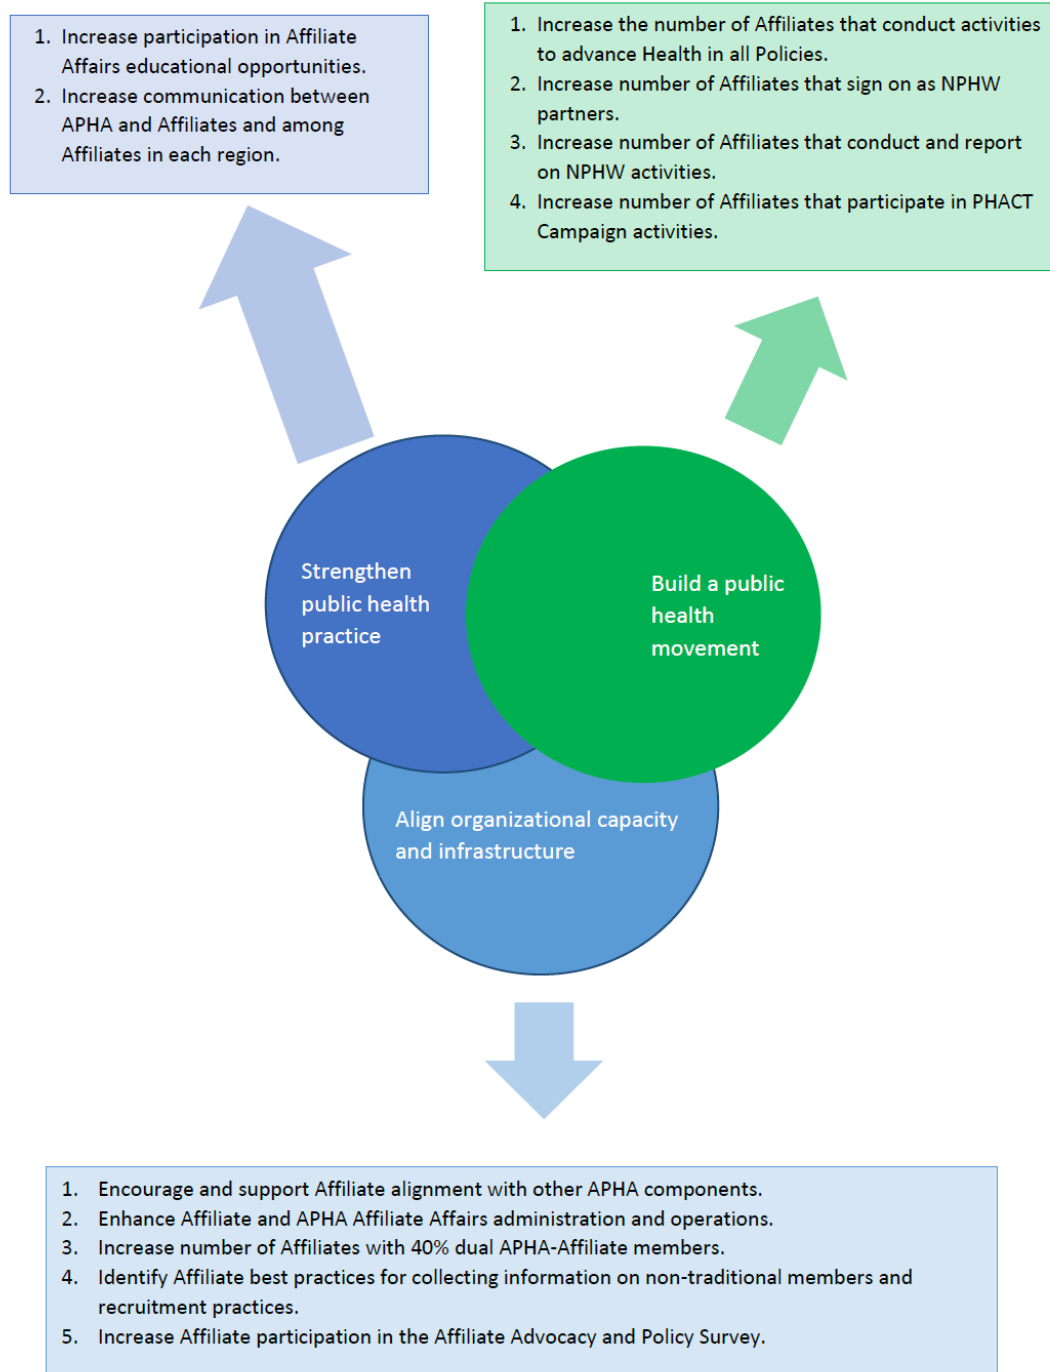 1. Increase participation in Affiliate
Affairs educational opportunities.
2. Increase communication between
APHA and Affiliates and among
Affiliates in each region.
1. Increase the number of Affiliates that conduct activities
to advance Health in all Policies.
2. Increase number of Affiliates that sign on as NPHW
partners.
3. Increase number of Affiliates that conduct and report
on NPHW activities.
4. Increase number of Affiliates that participate in PHACT
Campaign activities.
Strengthen
public health
practice
Build a public
health
movement
Align organizational capacity
and infrastructure
1. Encourage and support Affiliate alignment with other APHA components.
2. Enhance Affiliate and APHA Affiliate Affairs administration and operations.
3. Increase number of Affiliates with 40% dual APHA-Affiliate members.
4. Identify Affiliate best practices for collecting information on non-traditional members and
recruitment practices.
5. Increase Affiliate participation in the Affiliate Advocacy and Policy Survey.